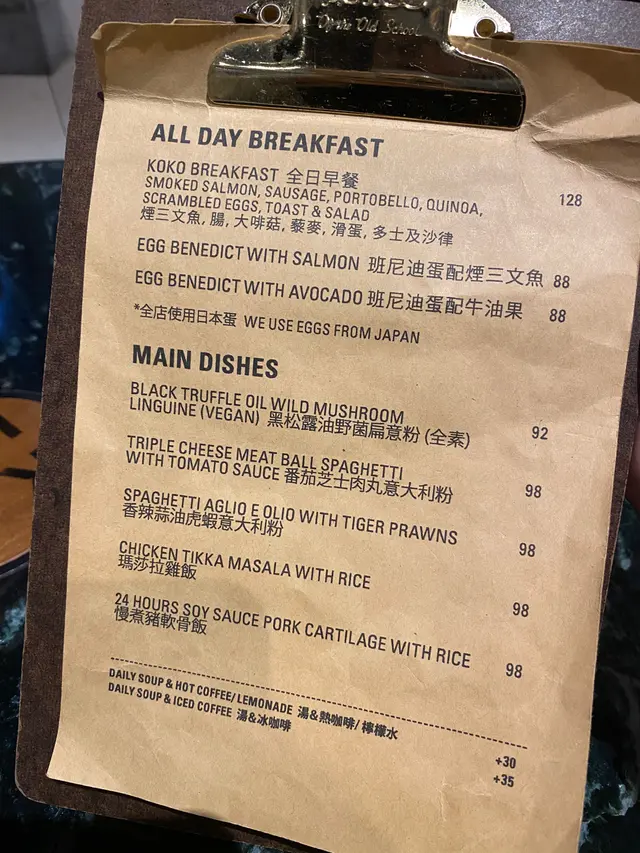 Open Old School
ALL DAY BREAKFAST
KOKO BREAKFAST 全日早餐
SMOKED SALMON, SAUSAGE, PORTOBELLO, QUINOA,
SCRAMBLED EGGS, TOAST & SALAD 128
煙三文魚, 腸, 大啡菇, 藜麥, 滑蛋, 多士及沙律
EGG BENEDICT WITH SALMON 班尼迪蛋配煙三文魚 88
EGG BENEDICT WITH AVOCADO 班尼迪蛋配牛油果 88
*全店使用日本蛋 WE USE EGGS FROM JAPAN
MAIN DISHES
BLACK TRUFFLE OIL WILD MUSHROOM
LINGUINE (VEGAN) 黑松露油野菌扁意粉 (全素) 92
TRIPLE CHEESE MEAT BALL SPAGHETTI
WITH TOMATO SAUCE 番茄芝士肉丸意大利粉 98
SPAGHETTI AGLIO E OLIO WITH TIGER PRAWNS
香辣蒜油虎蝦意大利粉 98
CHICKEN TIKKA MASALA WITH RICE
瑪莎拉雞飯 98
24 HOURS SOY SAUCE PORK CARTILAGE WITH RICE
慢煮豬軟骨飯 98
DAILY SOUP & HOT COFFEE/ LEMONADE 湯&熱咖啡/ 檸檬水 +30
DAILY SOUP & ICED COFFEE 湯&冰咖啡 +35